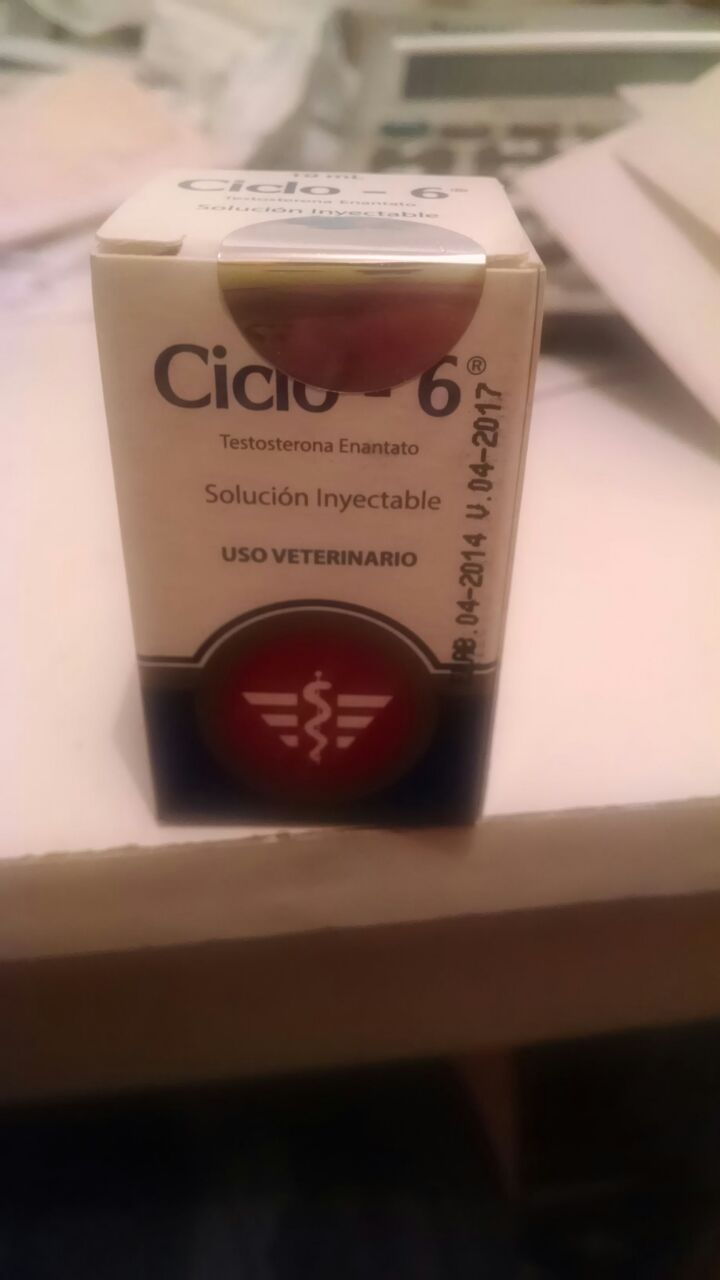 10 mL
Ciclo - 6®
Testosterona Enantato
Solución Inyectable
Ciclo - 6®
Testosterona Enantato
Solución Inyectable
USO VETERINARIO
04-2014 V.04-2017